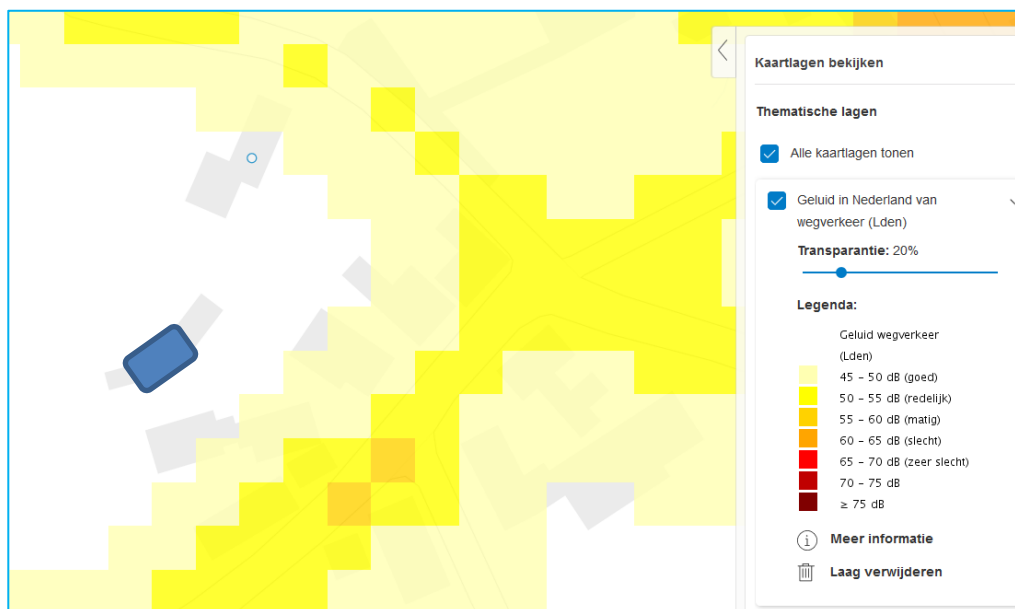 Kaartlagen bekijken
Thematische lagen
Alle kaartlagen tonen
Geluid in Nederland van
wegverkeer (Lden)
Transparantie: 20%
Legenda:
Geluid wegverkeer
(Lden)
45 - 50 dB (goed)
50 - 55 dB (redelijk)
55 - 60 dB (matig)
60 - 65 dB (slecht)
65 - 70 dB (zeer slecht)
70 - 75 dB
≥ 75 dB
Meer informatie
Laag verwijderen